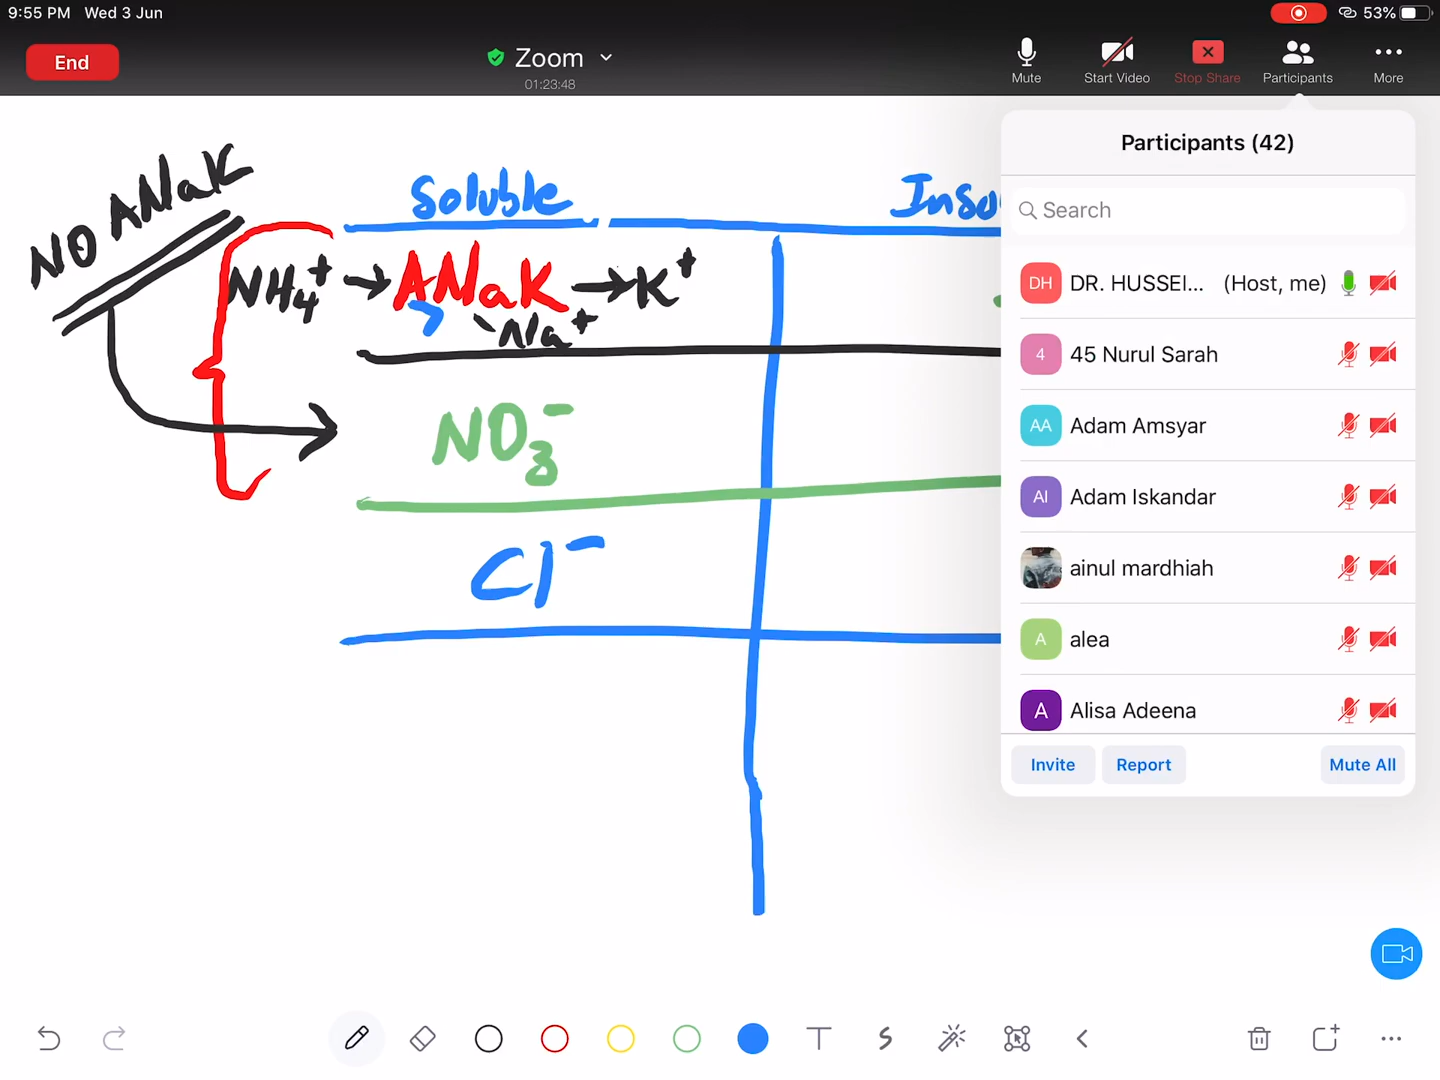 9:55 PM Wed 3 Jun
53%
End
Zoom
01:23:48
Mute
Start Video
Stop Share
Participants
More
NO ANaK
Soluble
NH₄⁺ → ANaK → K⁺
Na⁺
NO₃⁻
Cl⁻
Participants (42)
Search
DH DR. HUSSEI... (Host, me)
4 45 Nurul Sarah
AA Adam Amsyar
AI Adam Iskandar
ainul mardhiah
A alea
A Alisa Adeena
Invite
Report
Mute All
T